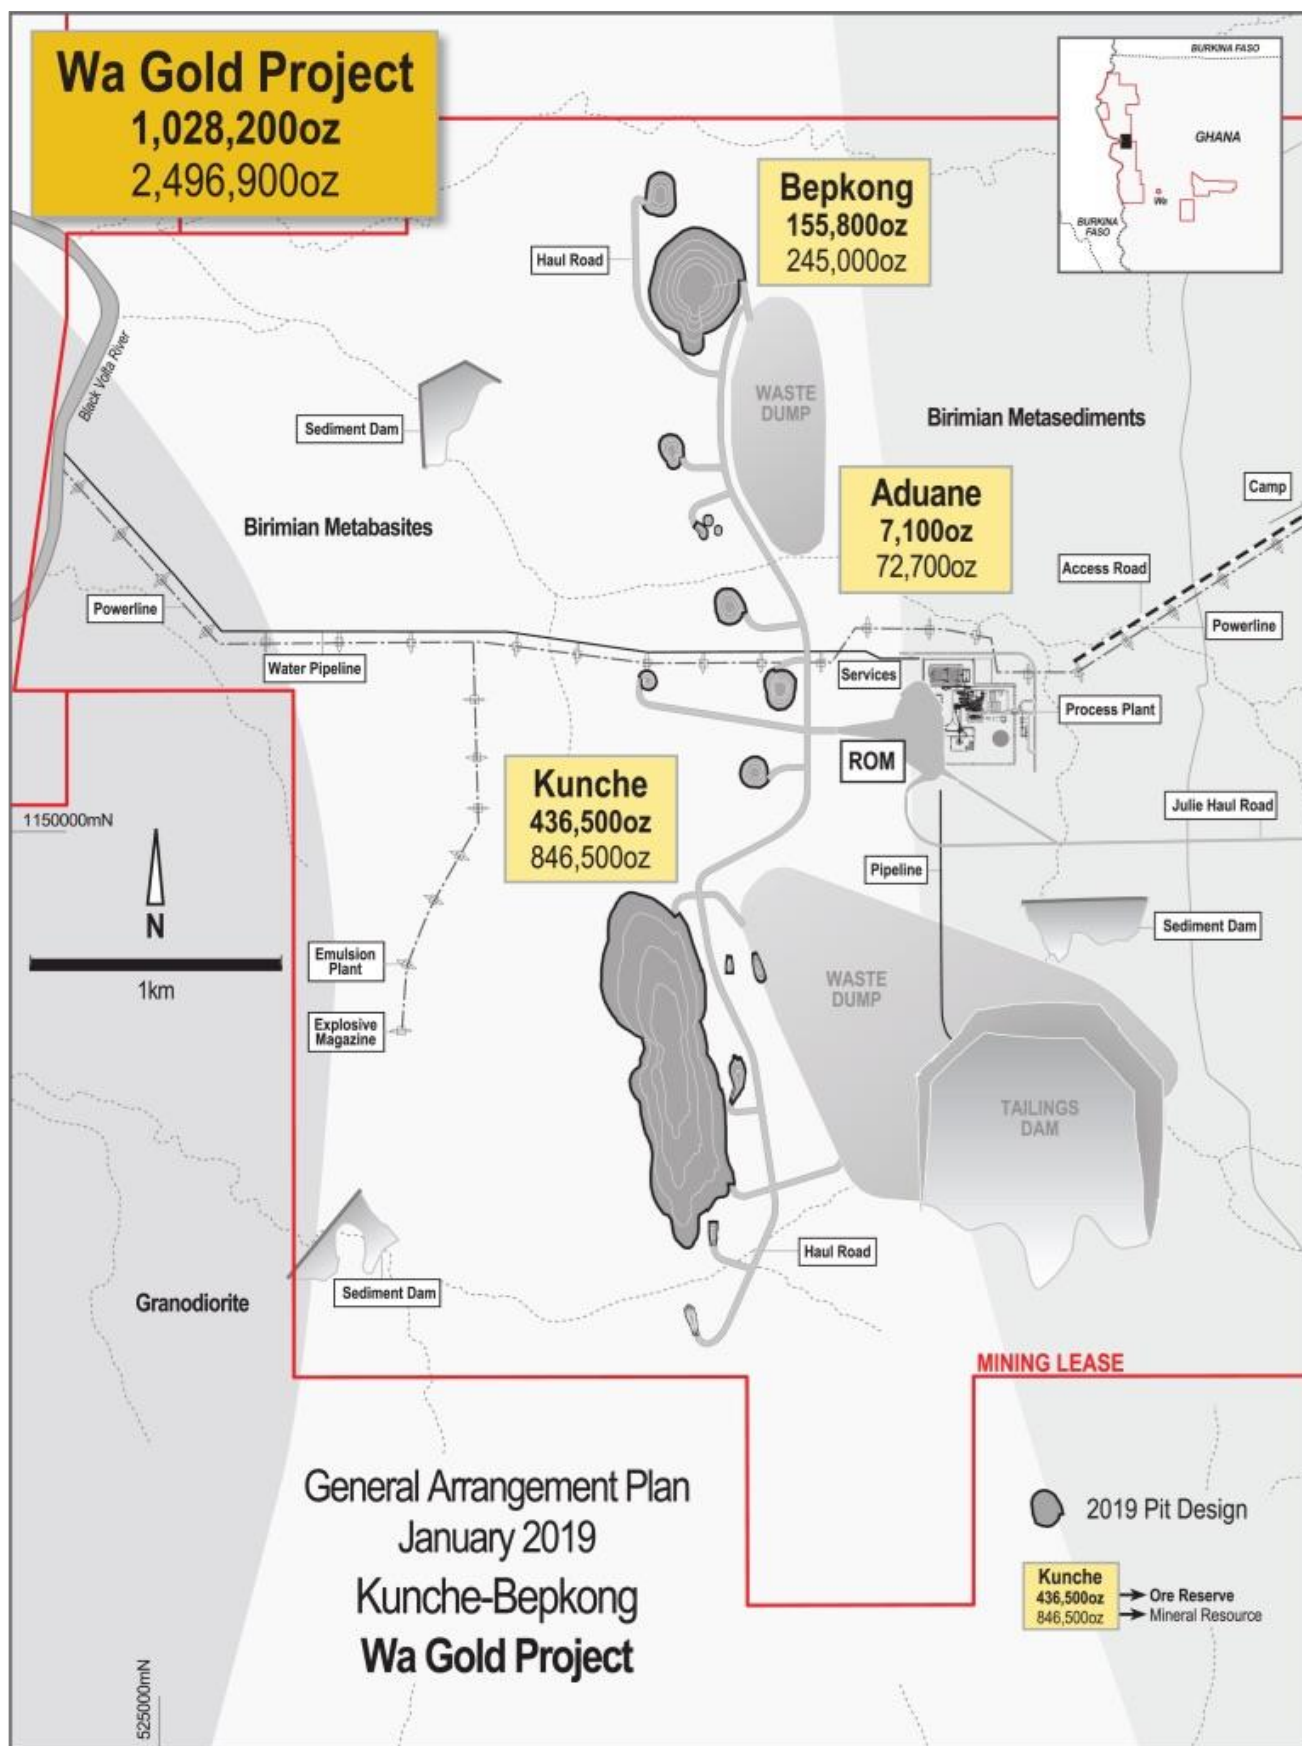 Wa Gold Project
1,028,200oz
2,496,900oz
BURKINA FASO
GHANA
Wa
BURKINA
FASO
Bepkong
155,800oz
245,000oz
Haul Road
Black Volta River
WASTE
DUMP
Birimian Metasediments
Sediment Dam
Aduane
7,100oz
72,700oz
Camp
Birimian Metabasites
Access Road
Powerline
Powerline
Water Pipeline
Services
Process Plant
ROM
Kunche
436,500oz
846,500oz
Julie Haul Road
1150000mN
Pipeline
N
Sediment Dam
1km
Emulsion
Plant
WASTE
DUMP
Explosive
Magazine
TAILINGS
DAM
Haul Road
Sediment Dam
Granodiorite
MINING LEASE
General Arrangement Plan
January 2019
Kunche-Bepkong
Wa Gold Project
2019 Pit Design
Kunche
436,500oz
Ore Reserve
846,500oz
Mineral Resource
525000mN